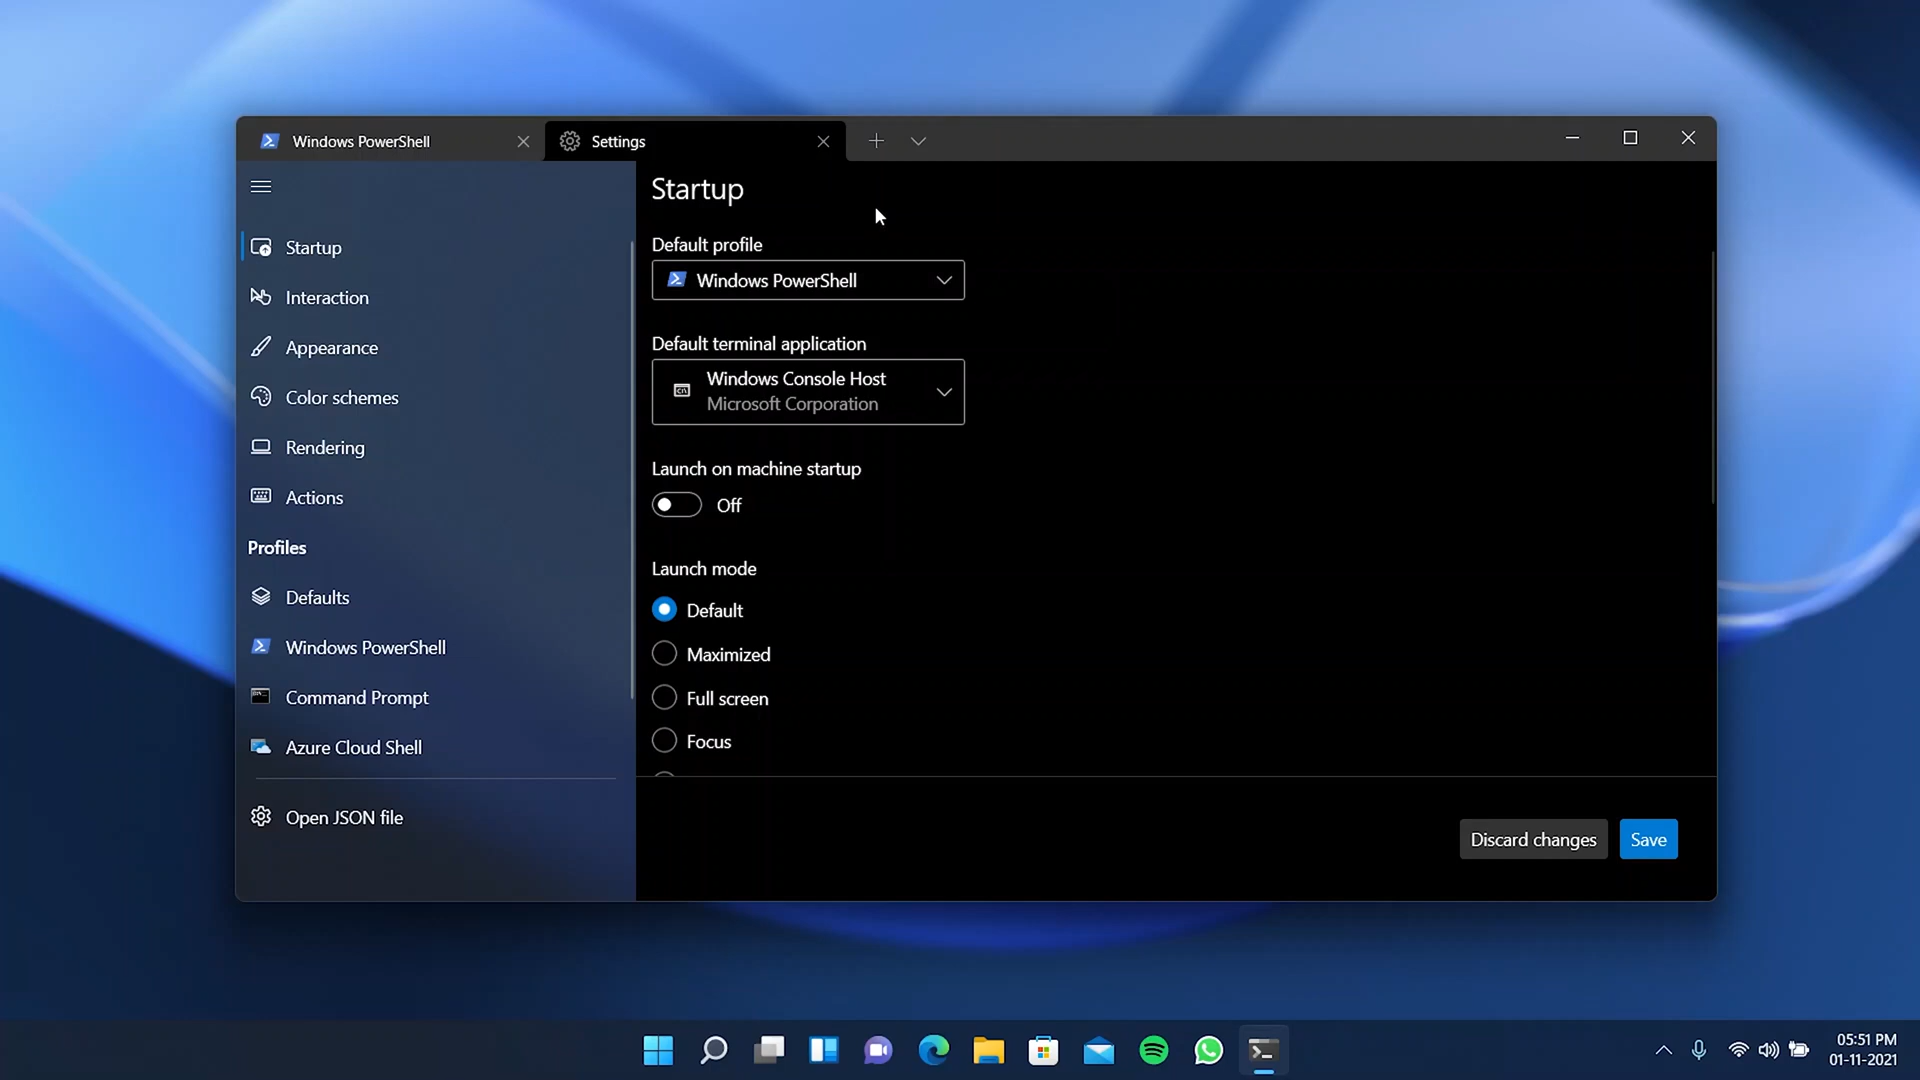 Windows PowerShell
Settings
Startup
Interaction
Appearance
Color schemes
Rendering
Actions
Profiles
Defaults
Windows PowerShell
Command Prompt
Azure Cloud Shell
Open JSON file
Startup
Default profile
Windows PowerShell
Default terminal application
Windows Console Host
Microsoft Corporation
Launch on machine startup
Off
Launch mode
Default
Maximized
Full screen
Focus
Discard changes
Save
05:51 PM
01-11-2021